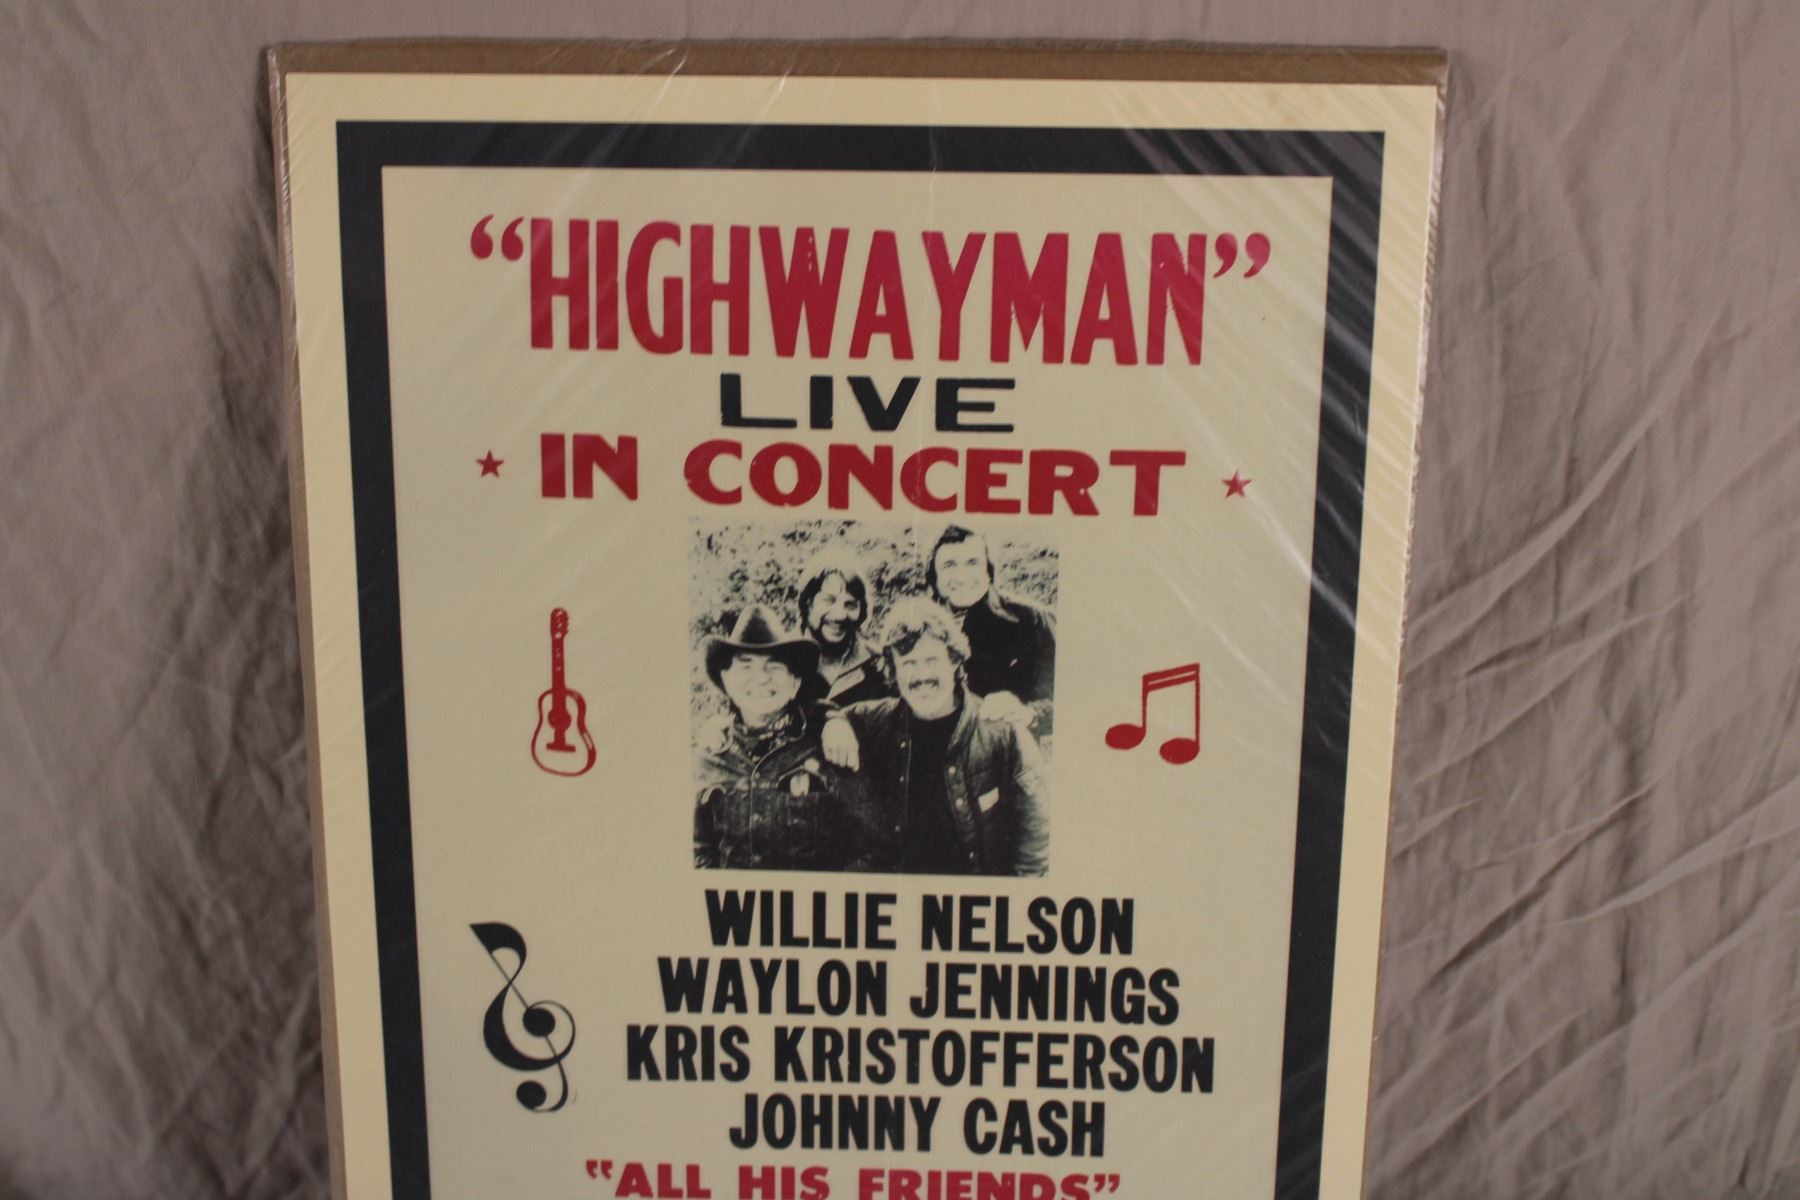 “HIGHWAYMAN”
LIVE
IN CONCERT
WILLIE NELSON
WAYLON JENNINGS
KRIS KRISTOFFERSON
JOHNNY CASH
“ALL HIS FRIENDS”